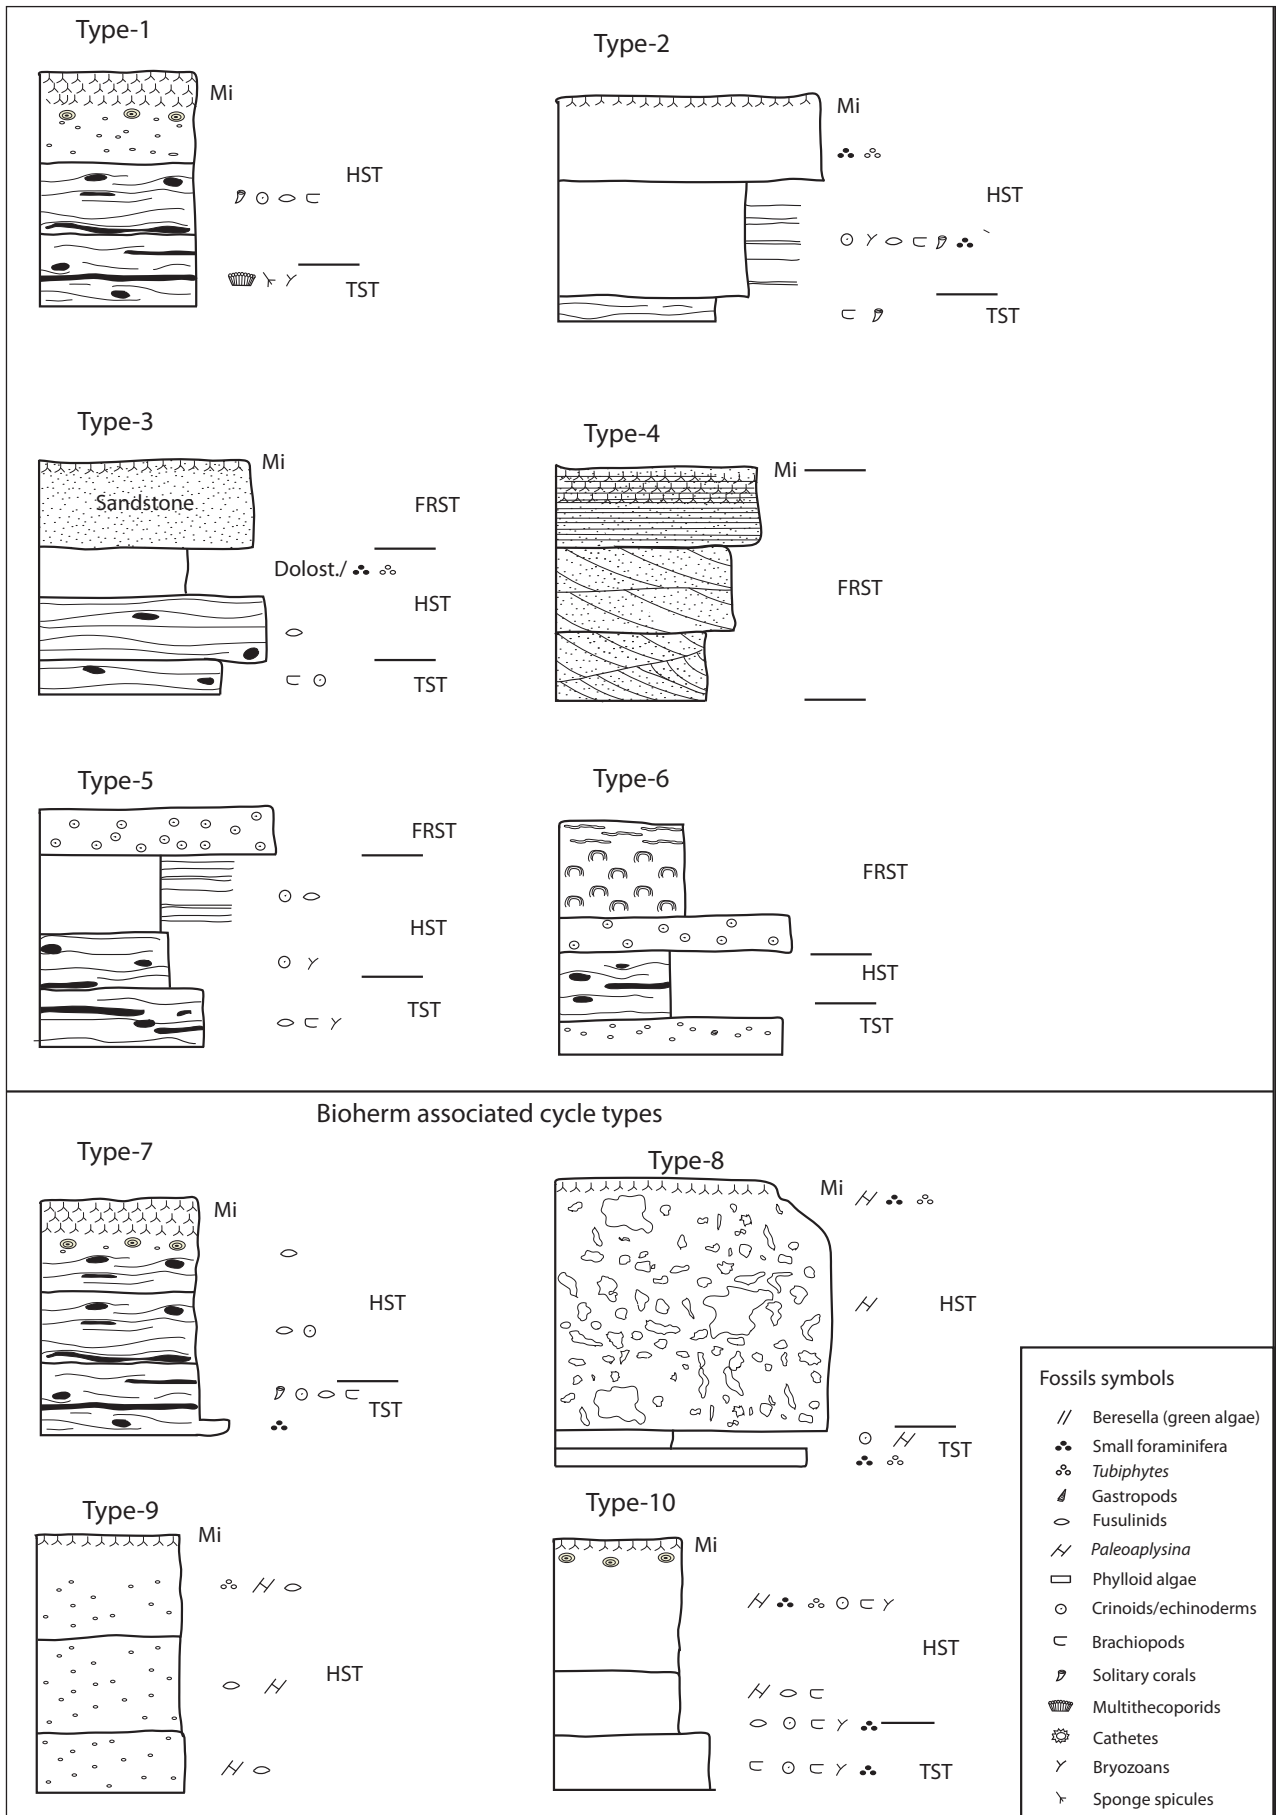 Type-1
Mi
HST
TST
Type-2
Mi
HST
TST
Type-3
Mi
Sandstone
FRST
Dolost./
HST
TST
Type-4
Mi
FRST
Type-5
FRST
HST
TST
Type-6
FRST
HST
TST
Bioherm associated cycle types
Type-7
Mi
HST
TST
Type-8
Mi
HST
TST
Type-9
Mi
HST
Type-10
Mi
HST
TST
Fossils symbols
Beresella (green algae)
Small foraminifera
Tubiphytes
Gastropods
Fusulinids
Paleoaplysina
Phylloid algae
Crinoids/echinoderms
Brachiopods
Solitary corals
Multithecoporids
Cathetes
Bryozoans
Sponge spicules